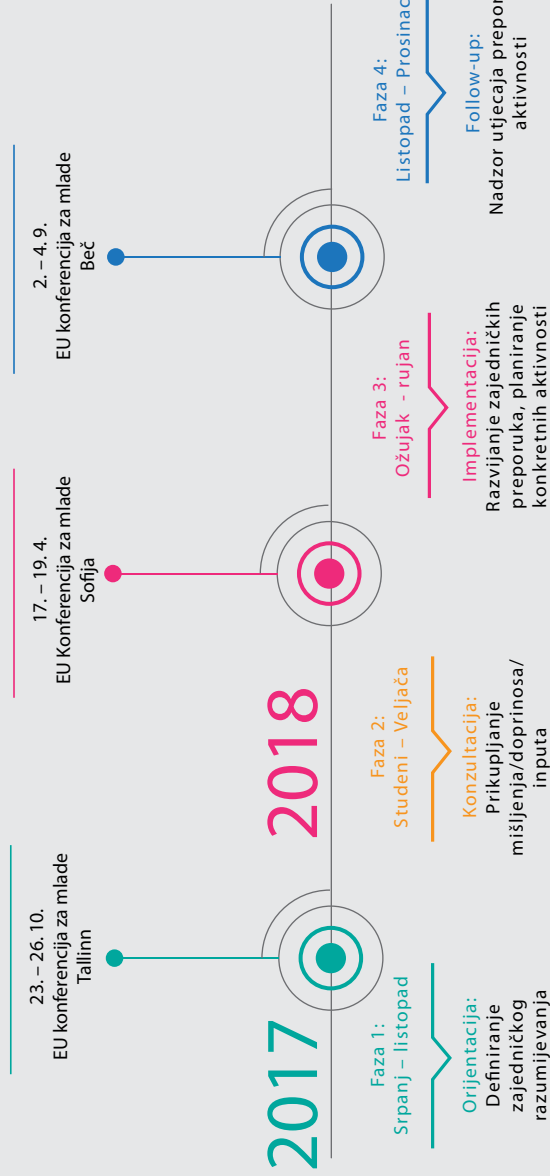 23. – 26. 10.
EU konferencija za mlade
Tallinn
17. – 19. 4.
EU Konferencija za mlade
Sofija
2. – 4. 9.
EU konferencija za mlade
Beč
2017
2018
Faza 1:
Srpanj – listopad
Orijentacija:
Definiranje
zajedničkog
razumijevanja
Faza 2:
Studeni – Veljača
Konzultacija:
Prikupljanje
mišljenja/doprinosa/
inputa
Faza 3:
Ožujak - rujan
Implementacija:
Razvijanje zajedničkih
preporuka, planiranje
konkretnih aktivnosti
Faza 4:
Listopad – Prosinac
Follow-up:
Nadzor utjecaja
aktivnosti